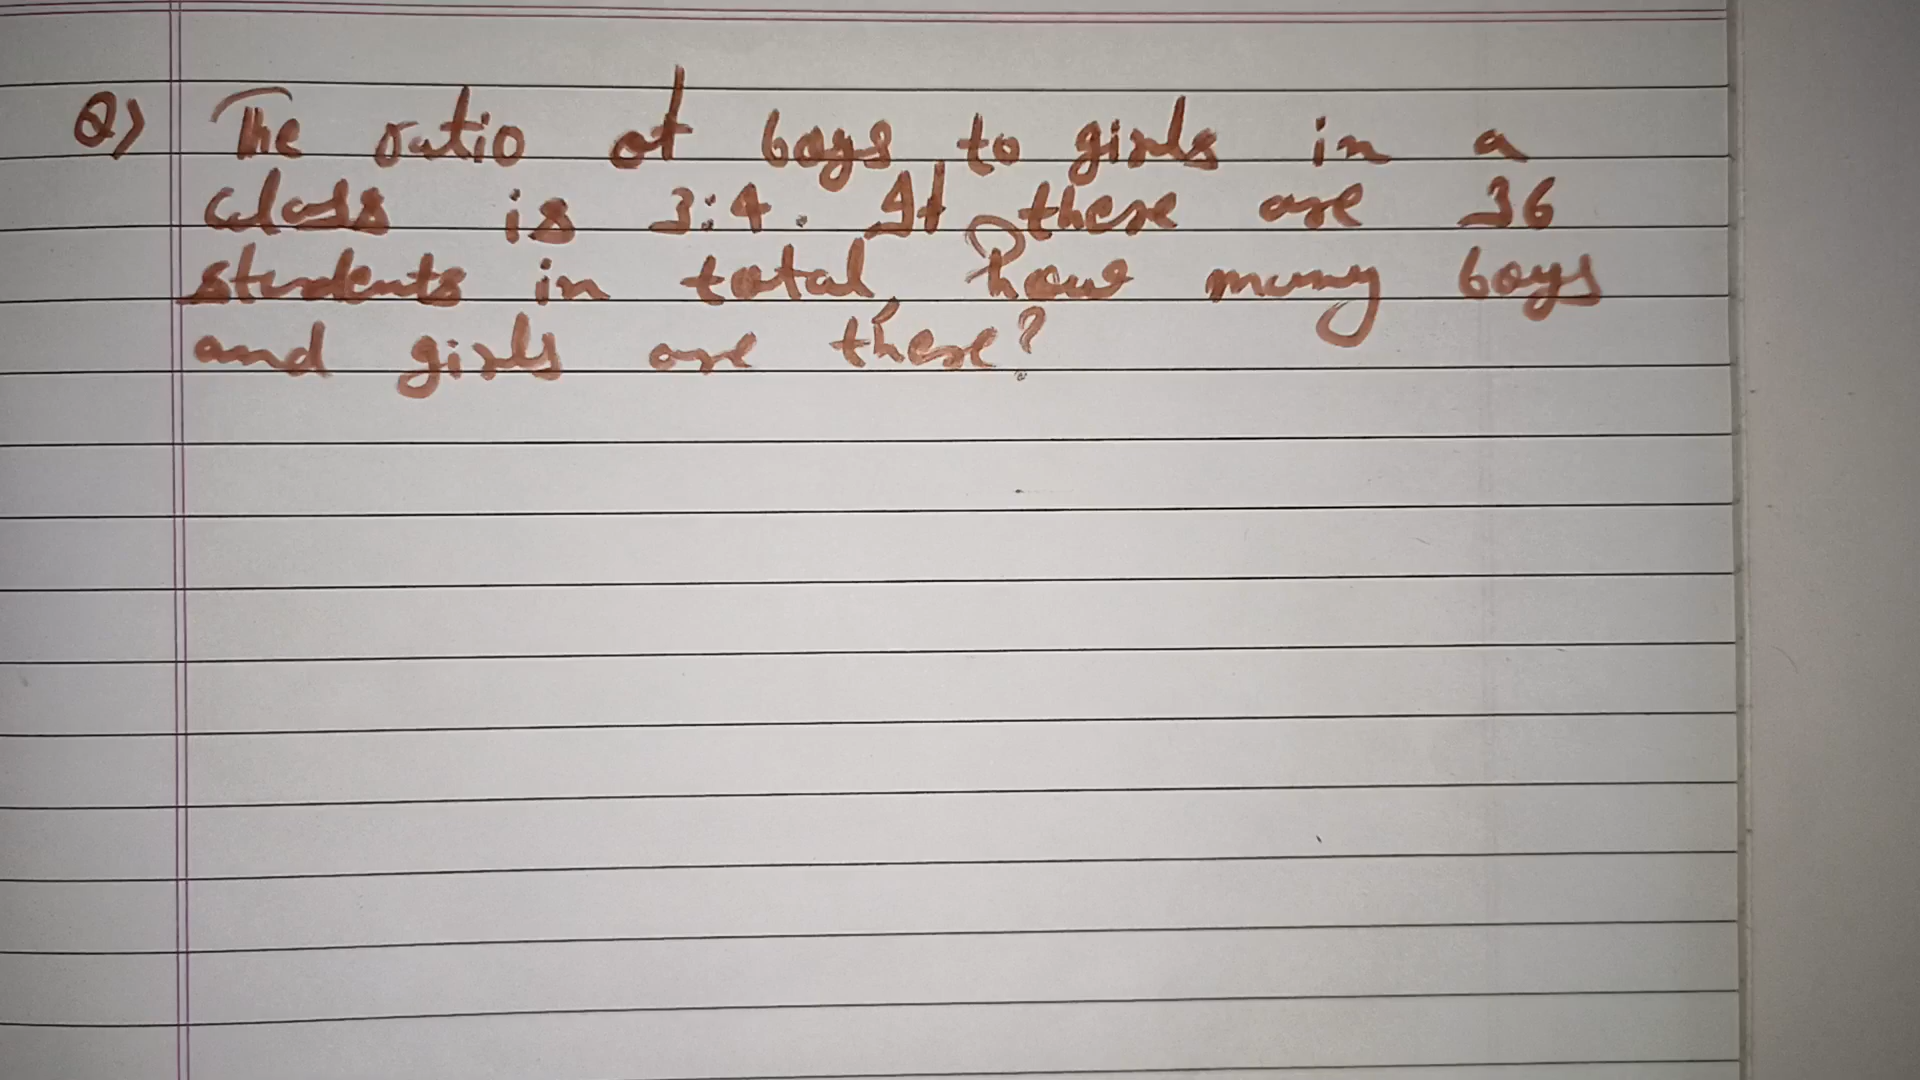 Q) The ratio of boys to girls in a
class is 3:4. If there are 36
students in total, how many boys
and girls are there?